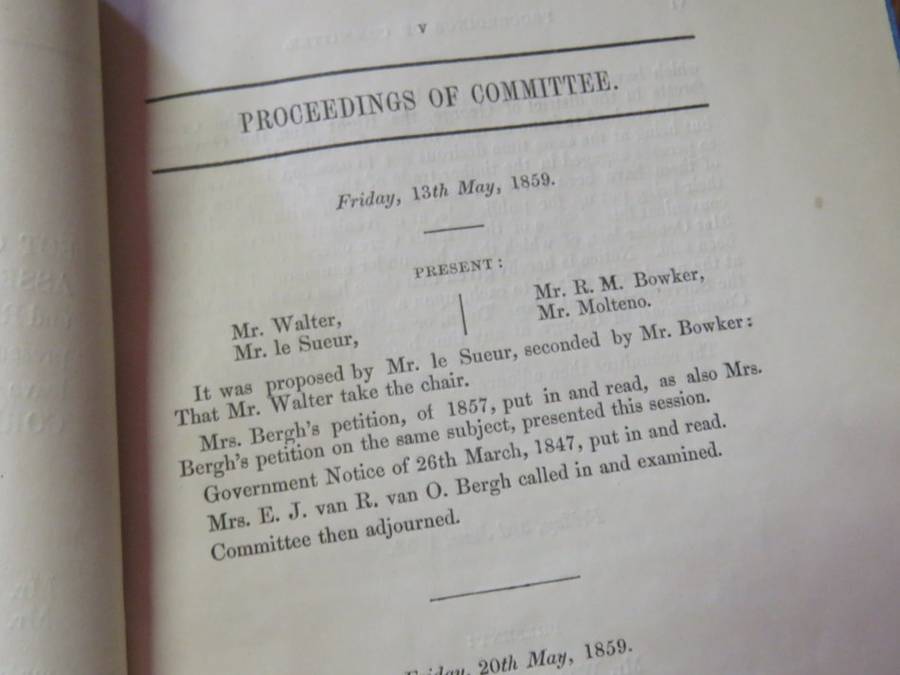 v
PROCEEDINGS OF COMMITTEE.
Friday, 13th May, 1859.
PRESENT:
Mr. Walter,
Mr. le Sueur,
Mr. R. M. Bowker,
Mr. Molteno.
It was proposed by Mr. le Sueur, seconded by Mr. Bowker:
That Mr. Walter take the chair.
Mrs. Bergh's petition, of 1857, put in and read, as also Mrs.
Bergh's petition on the same subject, presented this session.
Government Notice of 26th March, 1847, put in and read.
Mrs. E. J. van R. van O. Bergh called in and examined.
Committee then adjourned.
Friday, 20th May, 1859.